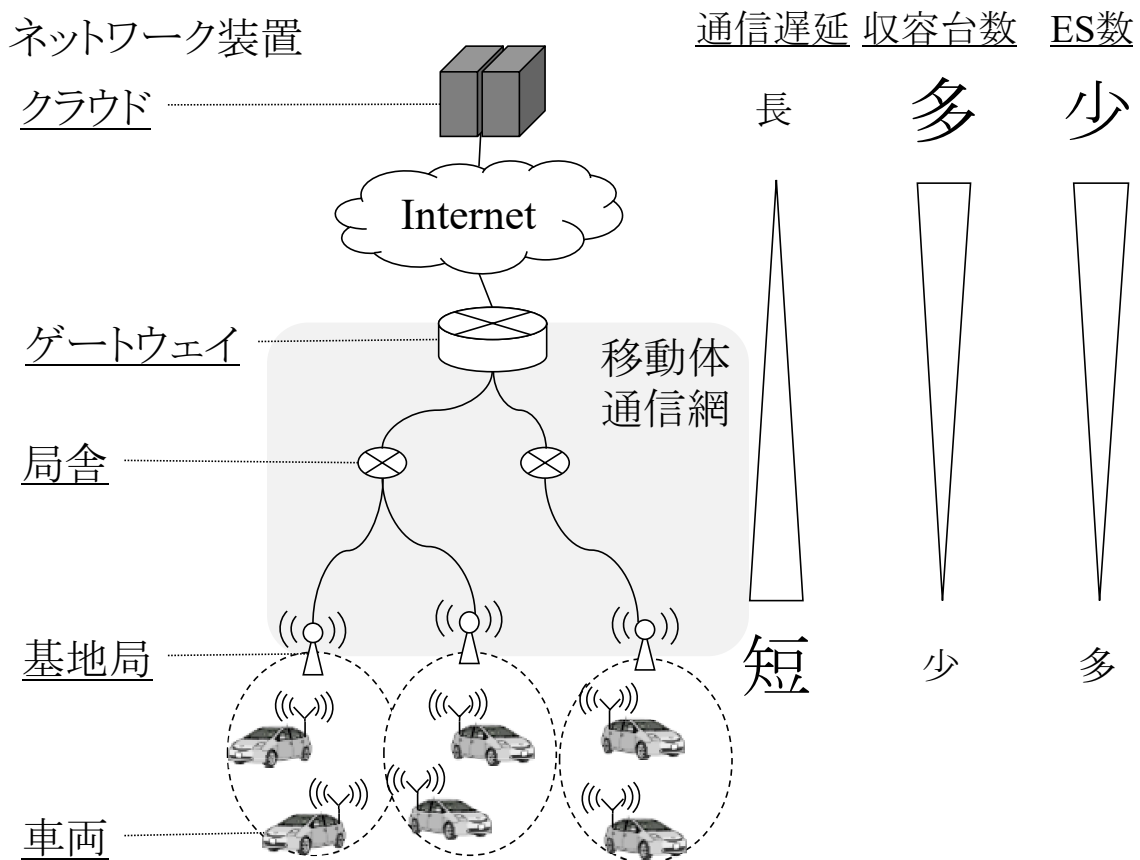 ネットワーク装置
通信遅延 収容台数 ES数
クラウド
長 多 少
Internet
ゲートウェイ
移動体
通信網
局舎
基地局
短 少 多
車両